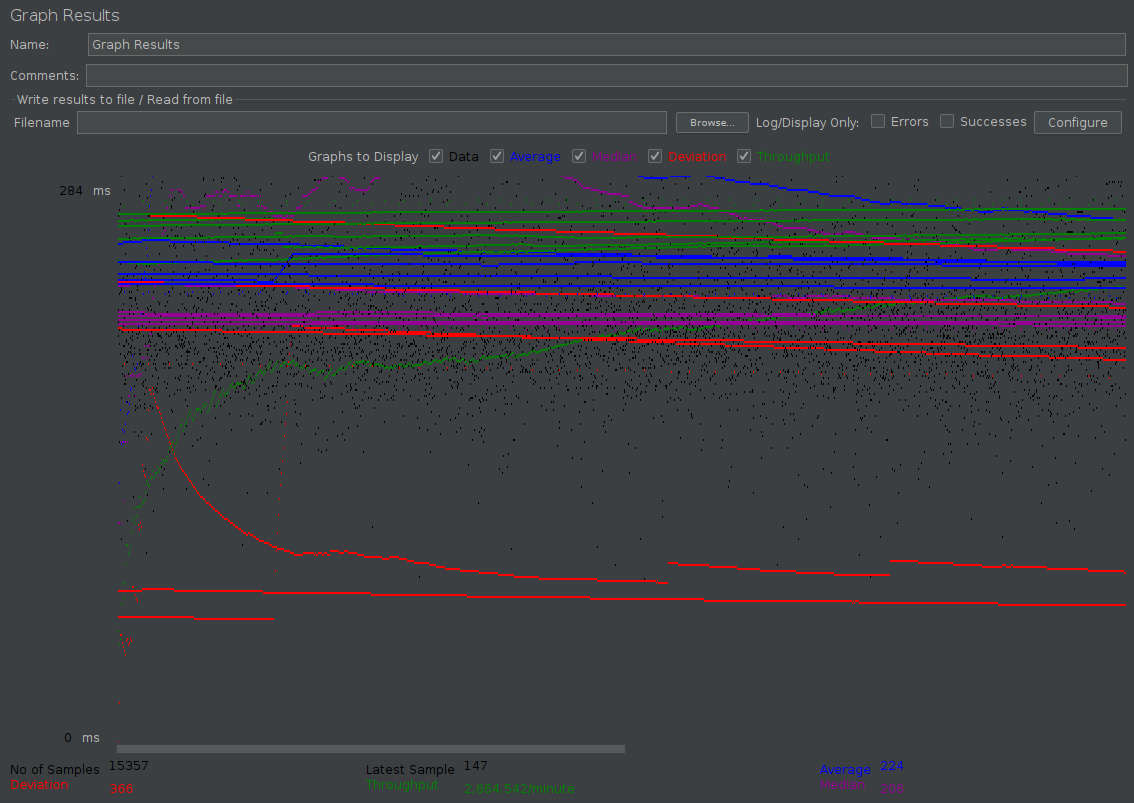 Graph Results
Name: Graph Results
Comments:
Write results to file / Read from file
Filename Browse... Log/Display Only: Errors Successes Configure
Graphs to Display Data Average Median Deviation Throughput
284 ms
0 ms
No of Samples 15357 Latest Sample 147 Average 224
Deviation 366 Throughput 2,664.542/minute Median